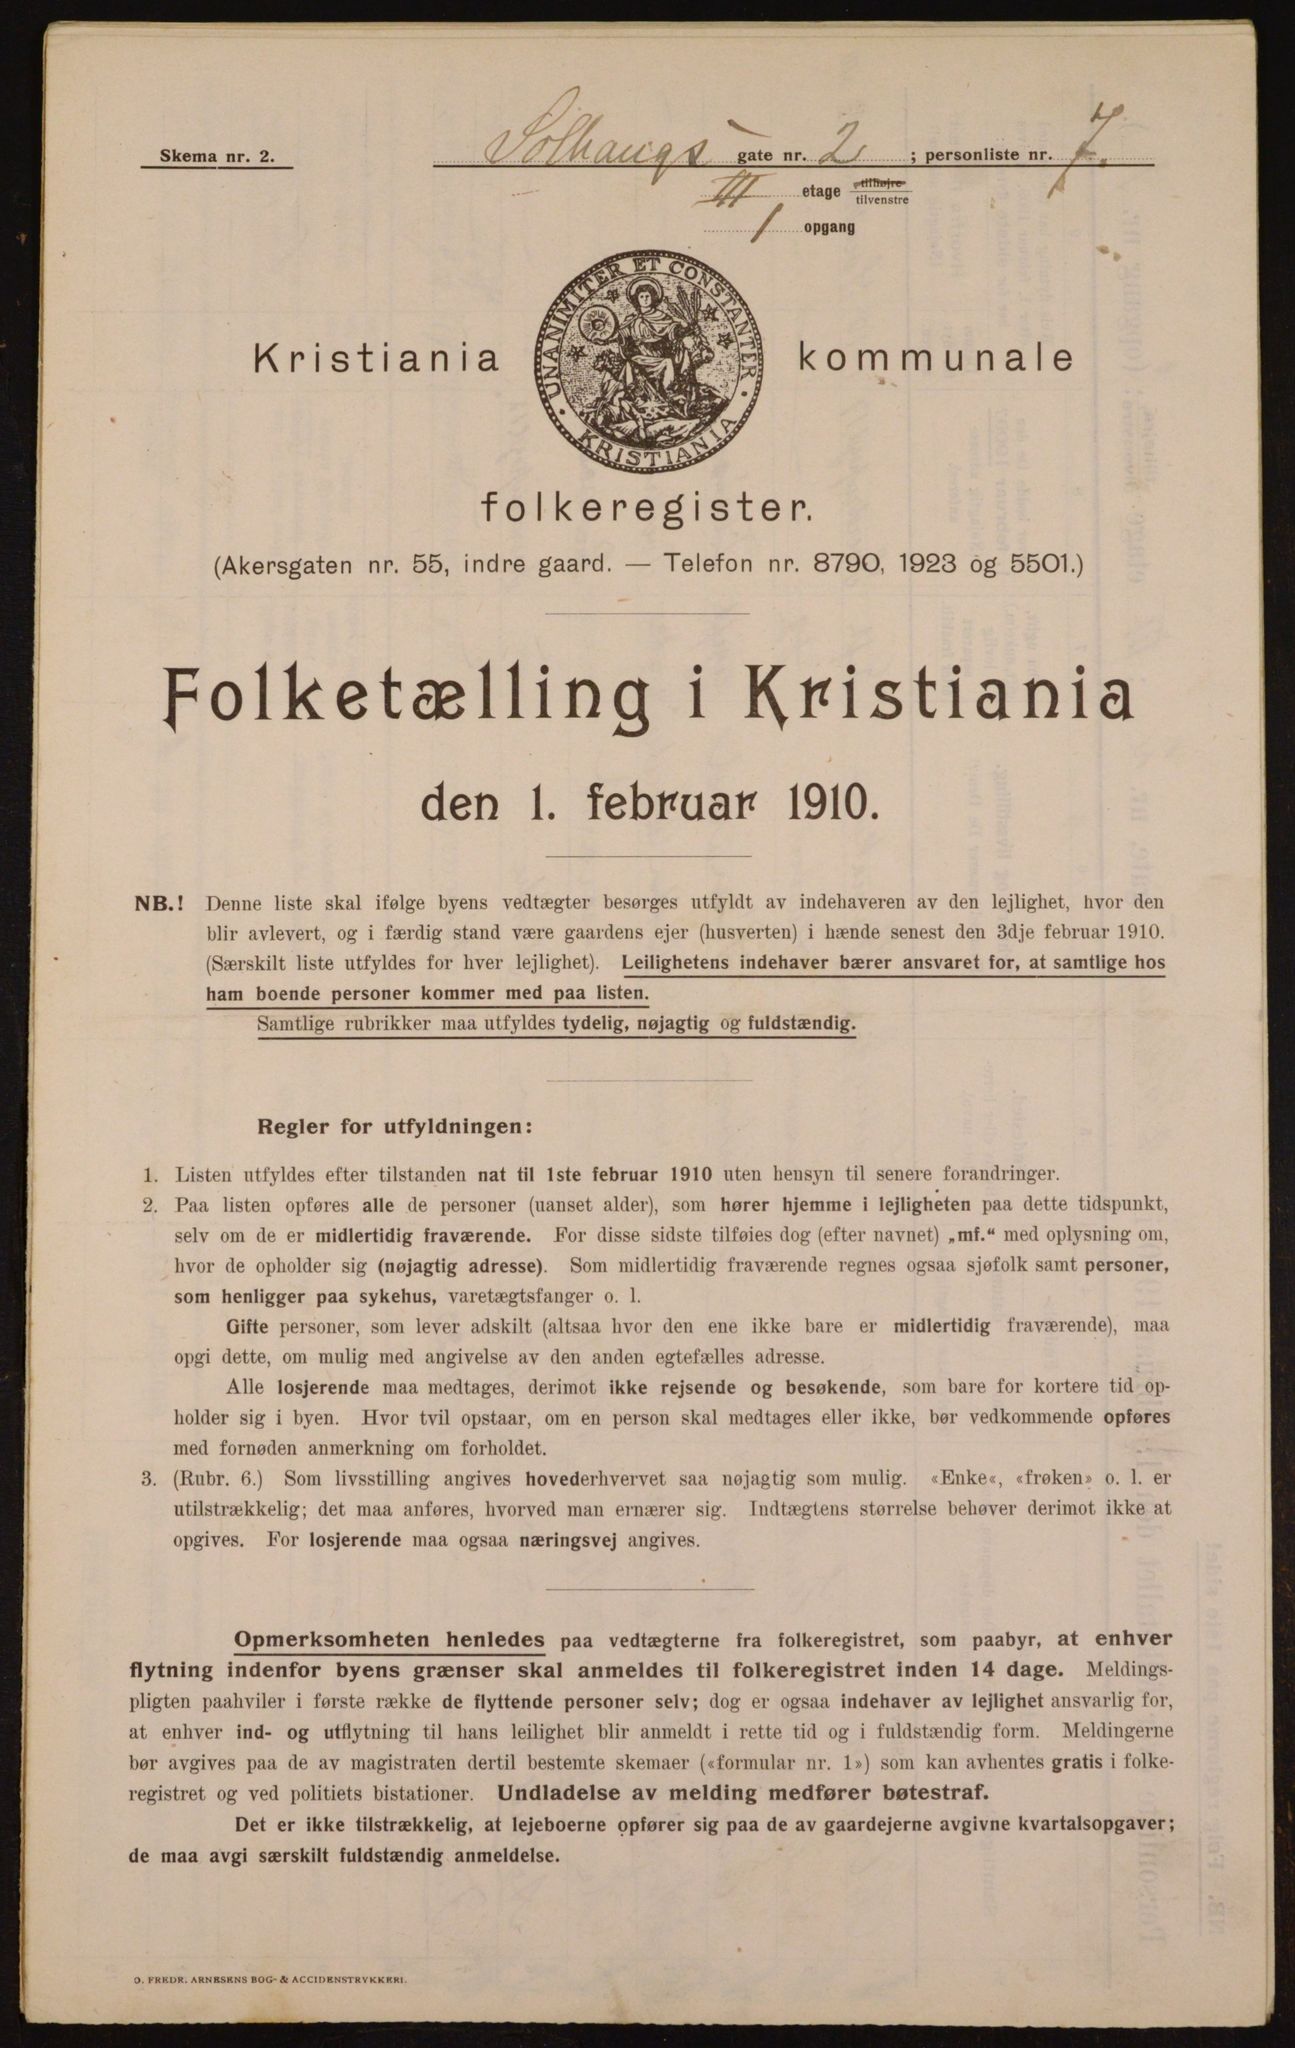 Skema nr. 2.
Solhaugs gate nr. 2 ; personliste nr. 7.
III etage tilhøjre
tilvenstre
1 opgang
UNANIMITER ET CONSTANTER
KRISTIANIA
Kristiania kommunale
folkeregister.
(Akersgaten nr. 55, indre gaard. — Telefon nr. 8790, 1923 og 5501.)
Folketælling i Kristiania
den 1. februar 1910.
NB.! Denne liste skal ifølge byens vedtægter besørges utfyldt av indehaveren av den lejlighet, hvor den
blir avlevert, og i færdig stand være gaardens ejer (husverten) i hænde senest den 3dje februar 1910.
(Særskilt liste utfyldes for hver lejlighet). Leilighetens indehaver bærer ansvaret for, at samtlige hos
ham boende personer kommer med paa listen.
Samtlige rubrikker maa utfyldes tydelig, nøjagtig og fuldstændig.
Regler for utfyldningen:
1. Listen utfyldes efter tilstanden nat til 1ste februar 1910 uten hensyn til senere forandringer.
2. Paa listen opføres alle de personer (uanset alder), som hører hjemme i lejligheten paa dette tidspunkt,
selv om de er midlertidig fraværende. For disse sidste tilføies dog (efter navnet) „mf.“ med oplysning om,
hvor de opholder sig (nøjagtig adresse). Som midlertidig fraværende regnes ogsaa sjøfolk samt personer,
som henligger paa sykehus, varetægtsfanger o. l.
Gifte personer, som lever adskilt (altsaa hvor den ene ikke bare er midlertidig fraværende), maa
opgi dette, om mulig med angivelse av den anden egtefælles adresse.
Alle losjerende maa medtages, derimot ikke rejsende og besøkende, som bare for kortere tid op-
holder sig i byen. Hvor tvil opstaar, om en person skal medtages eller ikke, bør vedkommende opføres
med fornøden anmerkning om forholdet.
3. (Rubr. 6.) Som livsstilling angives hovederhvervet saa nøjagtig som mulig. «Enke«, «frøken» o. l. er
utilstrækkelig; det maa anføres, hvorved man ernærer sig. Indtægtens størrelse behøver derimot ikke at
opgives. For losjerende maa ogsaa næringsvej angives.
Opmerksomheten henledes paa vedtægterne fra folkeregistret, som paabyr, at enhver
flytning indenfor byens grænser skal anmeldes til folkeregistret inden 14 dage. Meldings-
pligten paahviler i første række de flyttende personer selv; dog er ogsaa indehaver av lejlighet ansvarlig for,
at enhver ind- og utflytning til hans leilighet blir anmeldt i rette tid og i fuldstændig form. Meldingerne
bør avgives paa de av magistraten dertil bestemte skemaer («formular nr. 1») som kan avhentes gratis i folke-
registret og ved politiets bistationer. Undladelse av melding medfører bøtestraf.
Det er ikke tilstrækkelig, at lejeboerne opfører sig paa de av gaardejerne avgivne kvartalsopgaver;
de maa avgi særskilt fuldstændig anmeldelse.
O. FREDR. ARNESENS BOG- & ACCIDENSTRYKKERI.